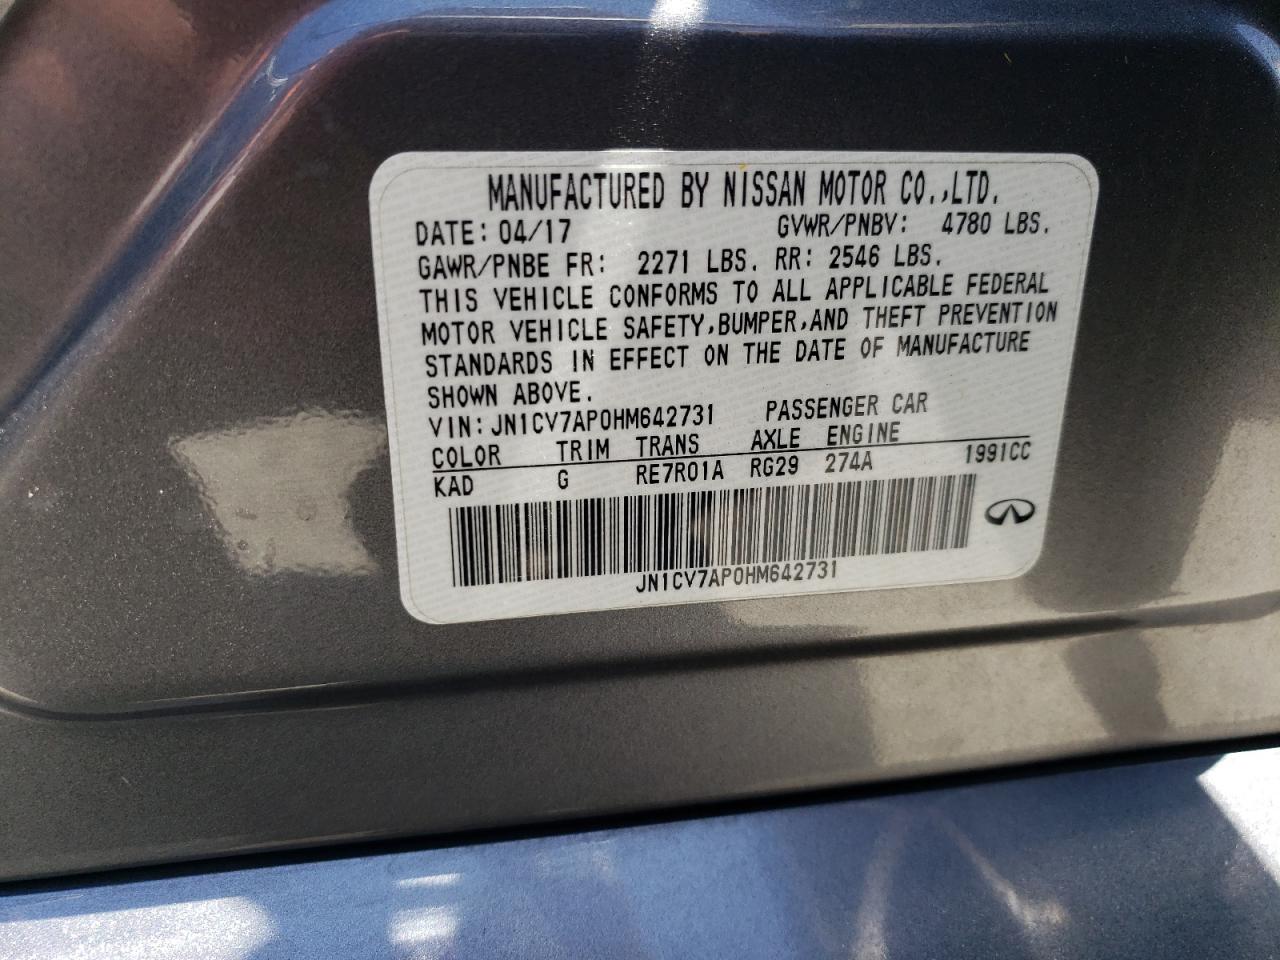 MANUFACTURED BY NISSAN MOTOR CO.,LTD.
DATE: 04/17 GVWR/PNBV: 4780 LBS.
GAWR/PNBE FR: 2271 LBS. RR: 2546 LBS.
THIS VEHICLE CONFORMS TO ALL APPLICABLE FEDERAL
MOTOR VEHICLE SAFETY,BUMPER,AND THEFT PREVENTION
STANDARDS IN EFFECT ON THE DATE OF MANUFACTURE
SHOWN ABOVE.
VIN:JN1CV7AP0HM642731 PASSENGER CAR
COLOR TRIM TRANS AXLE ENGINE
KAD G RE7R01A RG29 274A 1991CC
JN1CV7AP0HM642731